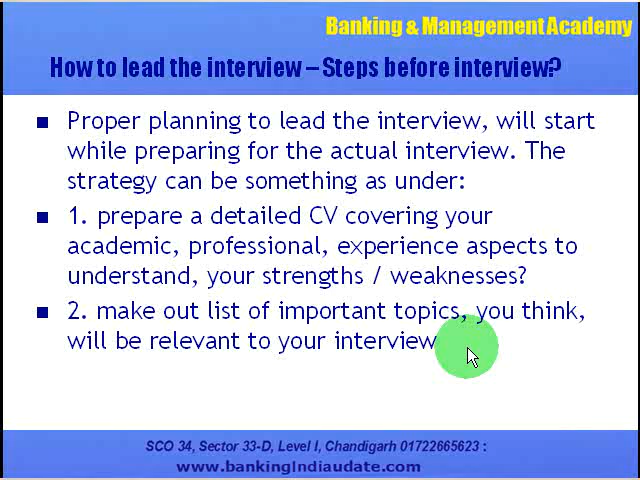 Banking & Management Academy
How to lead the interview – Steps before interview?
Proper planning to lead the interview, will start
while preparing for the actual interview. The
strategy can be something as under:
1. prepare a detailed CV covering your
academic, professional, experience aspects to
understand, your strengths / weaknesses?
2. make out list of important topics, you think,
will be relevant to your interview
SCO 34, Sector 33-D, Level I, Chandigarh 01722665623 :
www.bankingIndiaudate.com